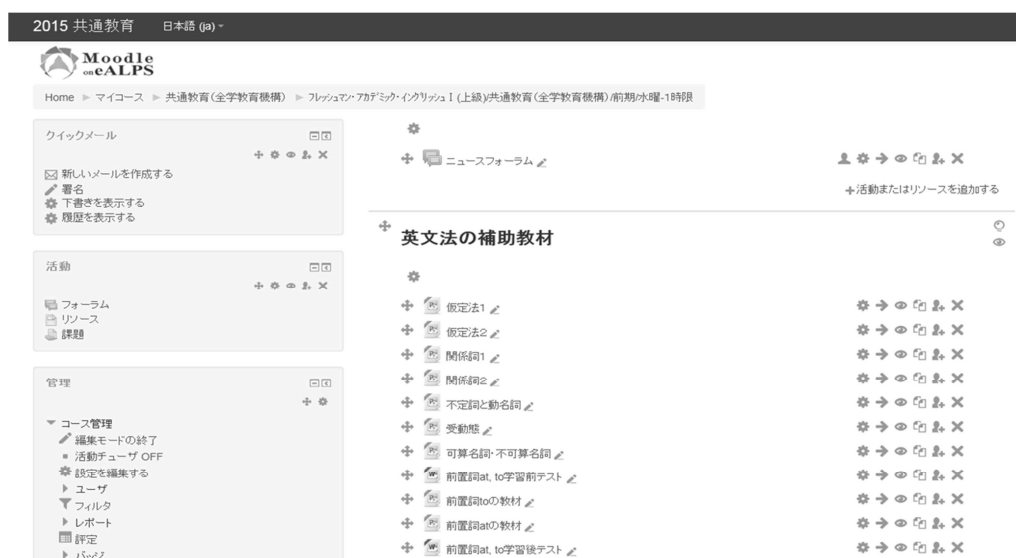 2015 共通教育 日本語 (ja)
Moodle
on eALPS
Home ▶ マイコース ▶ 共通教育(全学教育機構) ▶ フレッシュマン・アカデミック・イングリッシュⅠ(上級)/共通教育(全学教育機構)/前期/水曜-1時限
クイックメール
新しいメールを作成する
署名
下書きを表示する
履歴を表示する
活動
フォーラム
リソース
課題
管理
コース管理
編集モードの終了
活動チューザ OFF
設定を編集する
ユーザ
フィルタ
レポート
評定
バッジ
ニュースフォーラム
+活動またはリソースを追加する
英文法の補助教材
仮定法1
仮定法2
関係詞1
関係詞2
不定詞と動名詞
受動態
可算名詞・不可算名詞
前置詞at, to学習前テスト
前置詞toの教材
前置詞atの教材
前置詞at, to学習後テスト